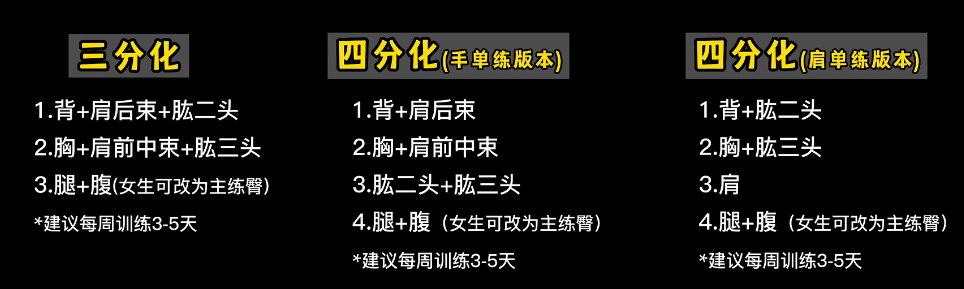 三分化
1.背+肩后束+肱二头
2.胸+肩前中束+肱三头
3.腿+腹(女生可改为主练臀)
*建议每周训练3-5天
四分化(手单练版本)
1.背+肩后束
2.胸+肩前中束
3.肱二头+肱三头
4.腿+腹（女生可改为主练臀）
*建议每周训练3-5天
四分化(肩单练版本)
1.背+肱二头
2.胸+肱三头
3.肩
4.腿+腹（女生可改为主练臀）
*建议每周训练3-5天